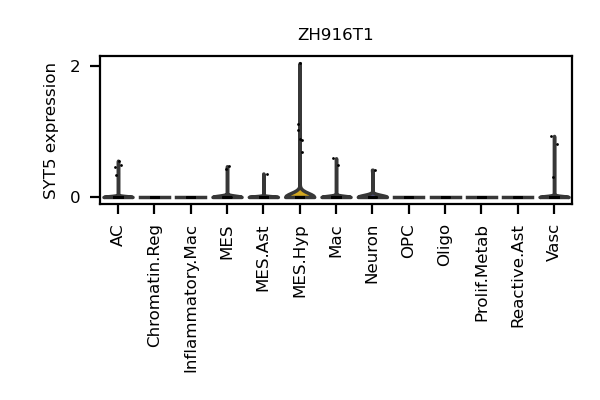 ZH916T1
SYT5 expression
2
0
AC
Chromatin.Reg
Inflammatory.Mac
MES
MES.Ast
MES.Hyp
Mac
Neuron
OPC
Oligo
Prolif.Metab
Reactive.Ast
Vasc